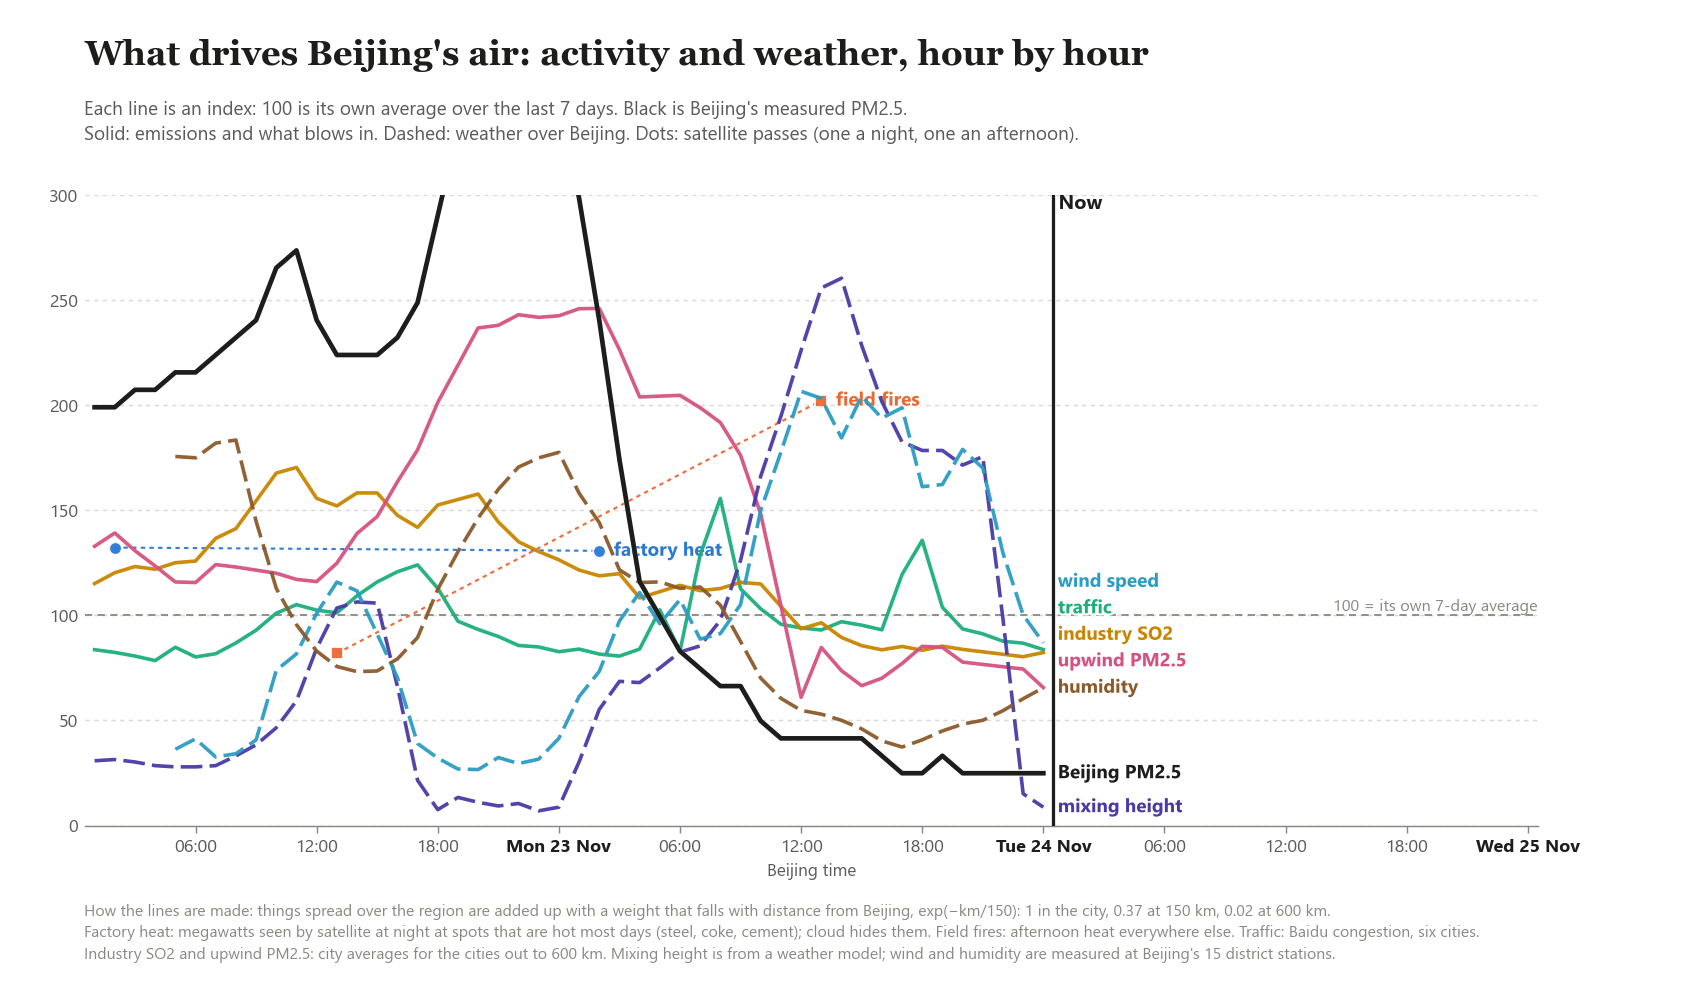 What drives Beijing's air: activity and weather, hour by hour
Each line is an index: 100 is its own average over the last 7 days. Black is Beijing's measured PM2.5.
Solid: emissions and what blows in. Dashed: weather over Beijing. Dots: satellite passes (one a night, one an afternoon).
300
Now
250
200
field fires
150
factory heat
wind speed
100
traffic
100 = its own 7-day average
industry SO2
upwind PM2.5
humidity
50
Beijing PM2.5
mixing height
0
06:00 12:00 18:00 Mon 23 Nov 06:00 12:00 18:00 Tue 24 Nov 06:00 12:00 18:00 Wed 25 Nov
Beijing time
How the lines are made: things spread over the region are added up with a weight that falls with distance from Beijing, exp(−km/150): 1 in the city, 0.37 at 150 km, 0.02 at 600 km.
Factory heat: megawatts seen by satellite at night at spots that are hot most days (steel, coke, cement); cloud hides them. Field fires: afternoon heat everywhere else. Traffic: Baidu congestion, six cities.
Industry SO2 and upwind PM2.5: city averages for the cities out to 600 km. Mixing height is from a weather model; wind and humidity are measured at Beijing's 15 district stations.